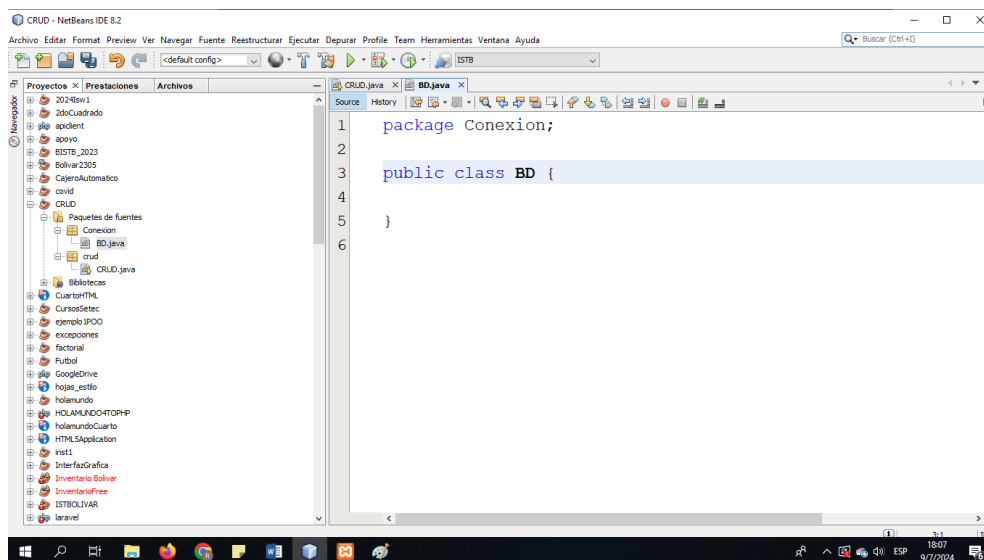 CRUD - NetBeans IDE 8.2
Archivo Editar Format Preview Ver Navegar Fuente Reestructurar Ejecutar Depurar Profile Team Herramientas Ventana Ayuda
Buscar (Ctrl+I)
<default config>
ISTB
Navegador
Proyectos Prestaciones Archivos
2024Isw1
2doCuadrado
apiclient
apoyo
BISTB_2023
Bolivar2305
CajeroAutomatico
covid
CRUD
Paquetes de fuentes
Conexion
BD.java
crud
CRUD.java
Bibliotecas
CuartoHTML
CursosSetec
ejemplo1POO
excepciones
factorial
Futbol
GoogleDrive
hojas_estilo
holamundo
HOLAMUNDO4TOPHP
holamundoCuarto
HTML5Application
inst1
InterfazGrafica
Inventario Bolivar
InventarioFree
ISTBOLIVAR
laravel
CRUD.java BD.java
Source History
1 package Conexion;
2
3 public class BD {
4
5 }
6
3:1
ESP
18:07
9/7/2024